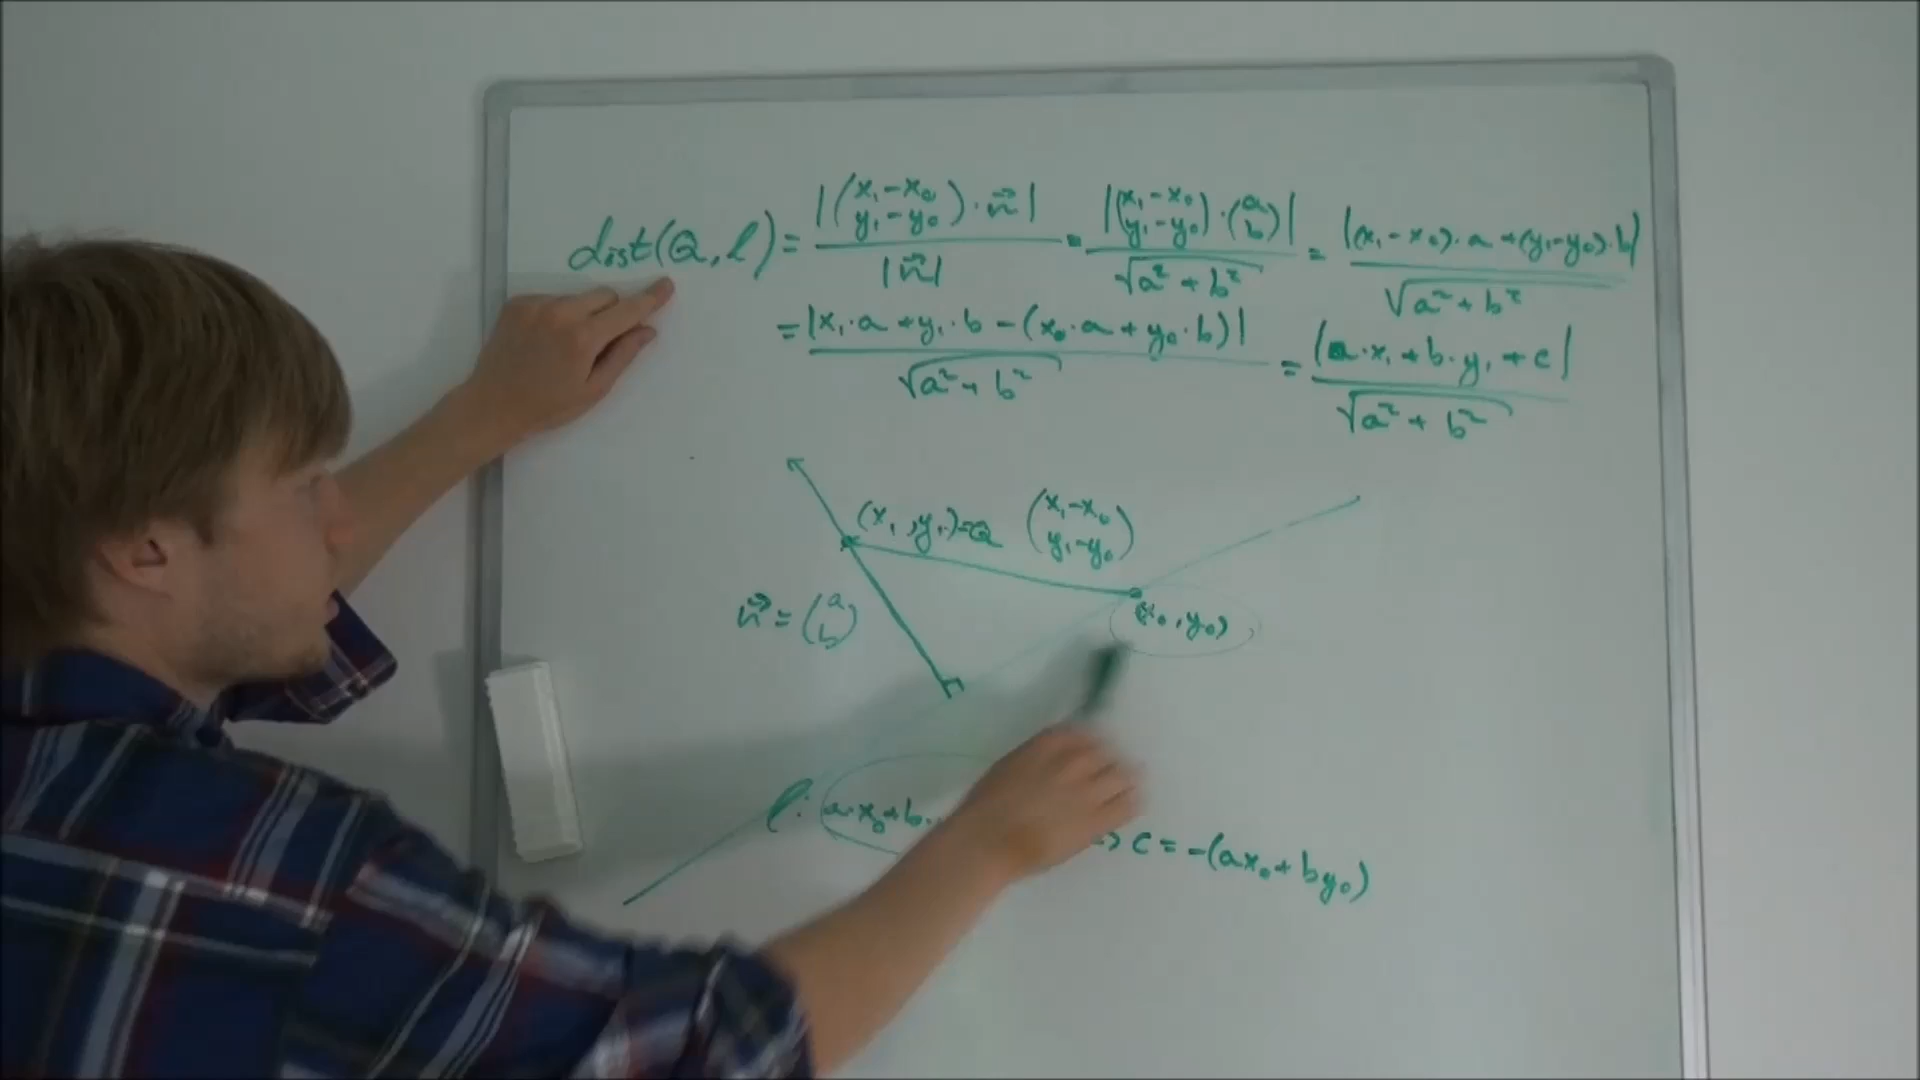 dist(Q, l) = |(x₁-x₀ y₁-y₀) · n⃗| / |n⃗| = |(x₁-x₀ y₁-y₀) · (a b)| / √a² + b² = |(x₁-x₀)·a + (y₁-y₀)·b| / √a² + b²
= |x₁·a + y₁·b - (x₀·a + y₀·b)| / √a² + b² = |a·x₁ + b·y₁ + c| / √a² + b²
(x₁, y₁)=Q (x₁-x₀ y₁-y₀)
n⃗ = (a b)
(x₀, y₀)
l: a·x₀+b. ⇒ c = -(ax₀ + by₀)